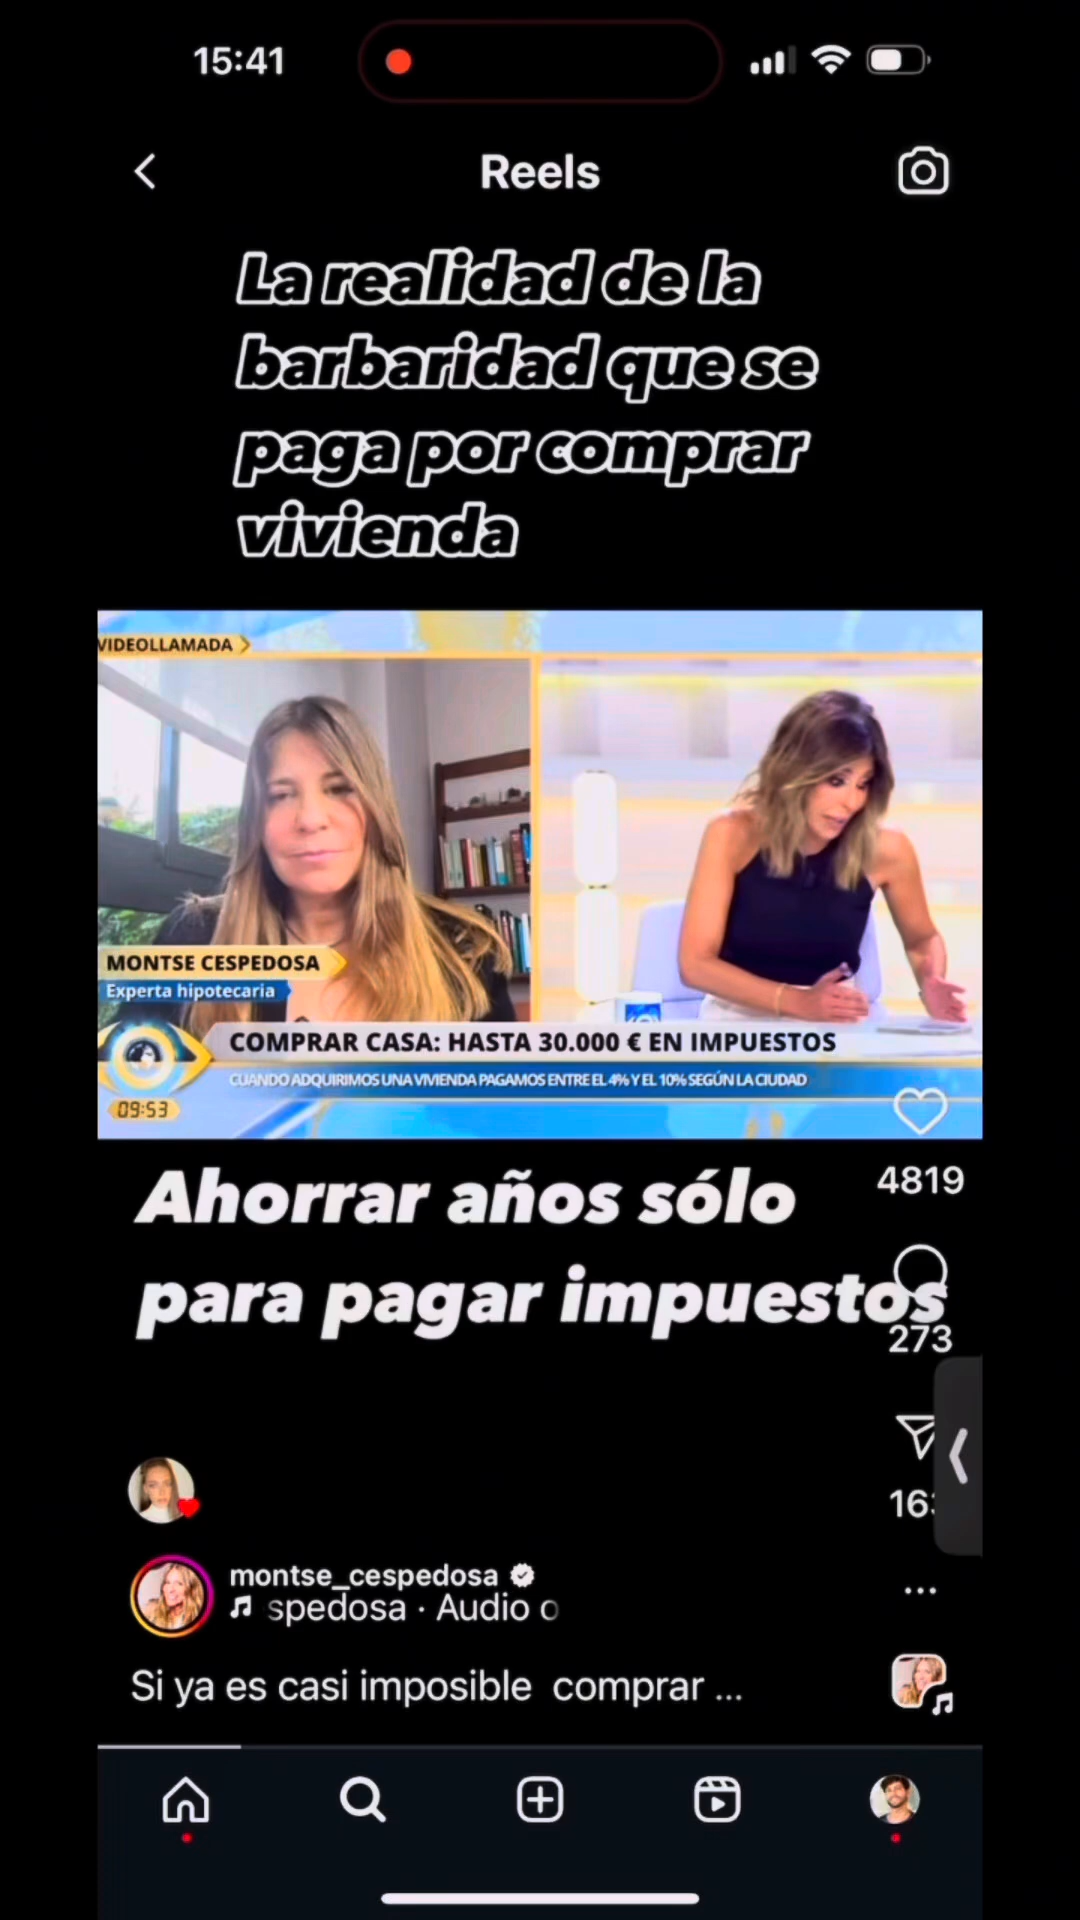 15:41
Reels
La realidad de la
barbaridad que se
paga por comprar
vivienda
VIDEOLLAMADA
MONTSE CESPEDOSA
Experta hipotecaria
COMPRAR CASA: HASTA 30.000 € EN IMPUESTOS
CUANDO ADQUIRIMOS UNA VIVIENDA PAGAMOS ENTRE EL 4% Y EL 10% SEGÚN LA CIUDAD
09:53
4819
Ahorrar años sólo
para pagar impuestos
273
montse_cespedosa
spedosa · Audio o
Si ya es casi imposible comprar ...